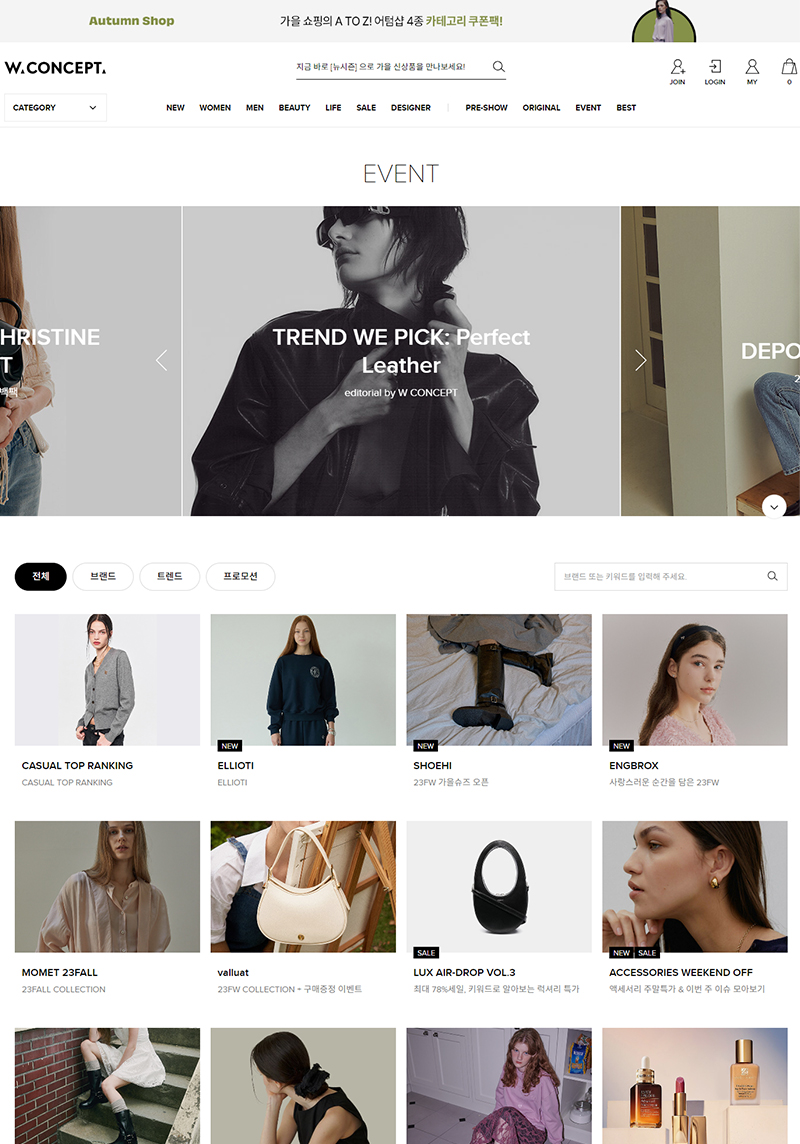 Autumn Shop
가을 쇼핑의 A TO Z! 어텀샵 4종 카테고리 쿠폰팩!
W.CONCEPT.
지금 바로 [뉴시즌] 으로 가을 신상품을 만나보세요!
JOIN
LOGIN
MY
0
CATEGORY
NEW
WOMEN
MEN
BEAUTY
LIFE
SALE
DESIGNER
PRE-SHOW
ORIGINAL
EVENT
BEST
EVENT
HRISTINE
T
백팩
TREND WE PICK: Perfect
Leather
editorial by W CONCEPT
DEPO
2
전체
브랜드
트렌드
프로모션
브랜드 또는 키워드를 입력해 주세요.
CASUAL TOP RANKING
CASUAL TOP RANKING
NEW
ELLIOTI
ELLIOTI
NEW
SHOEHI
23FW 가을슈즈 오픈
NEW
ENGBROX
사랑스러운 순간을 담은 23FW
MOMET 23FALL
23FALL COLLECTION
valluat
23FW COLLECTION + 구매증정 이벤트
SALE
LUX AIR-DROP VOL.3
최대 78%세일, 키워드로 알아보는 럭셔리 특가
NEW SALE
ACCESSORIES WEEKEND OFF
액세서리 주말특가 & 이번 주 이슈 모아보기